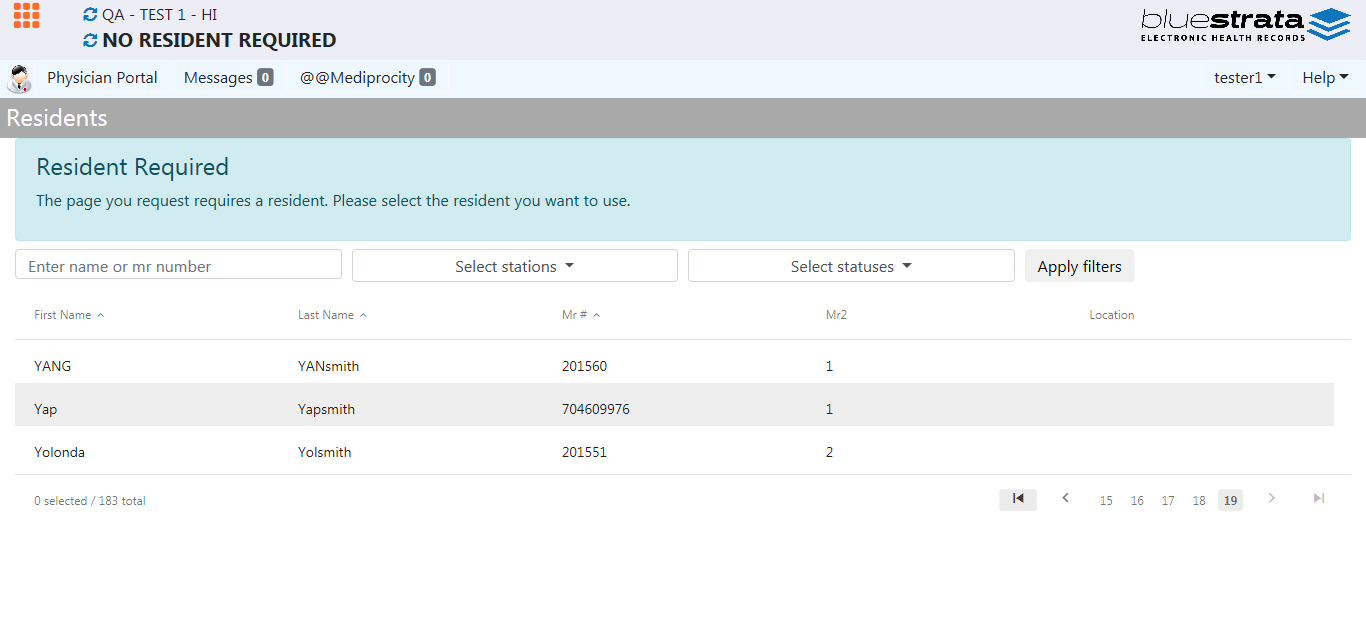 QA - TEST 1 - HI
NO RESIDENT REQUIRED
bluestrata
ELECTRONIC HEALTH RECORDS
Physician Portal Messages 0 @@Mediprocity 0 tester1 Help
Residents
Resident Required
The page you request requires a resident. Please select the resident you want to use.
Enter name or mr number Select stations Select statuses Apply filters
First Name Last Name Mr # Mr2 Location
YANG YANsmith 201560 1
Yap Yapsmith 704609976 1
Yolonda Yolsmith 201551 2
0 selected / 183 total 15 16 17 18 19